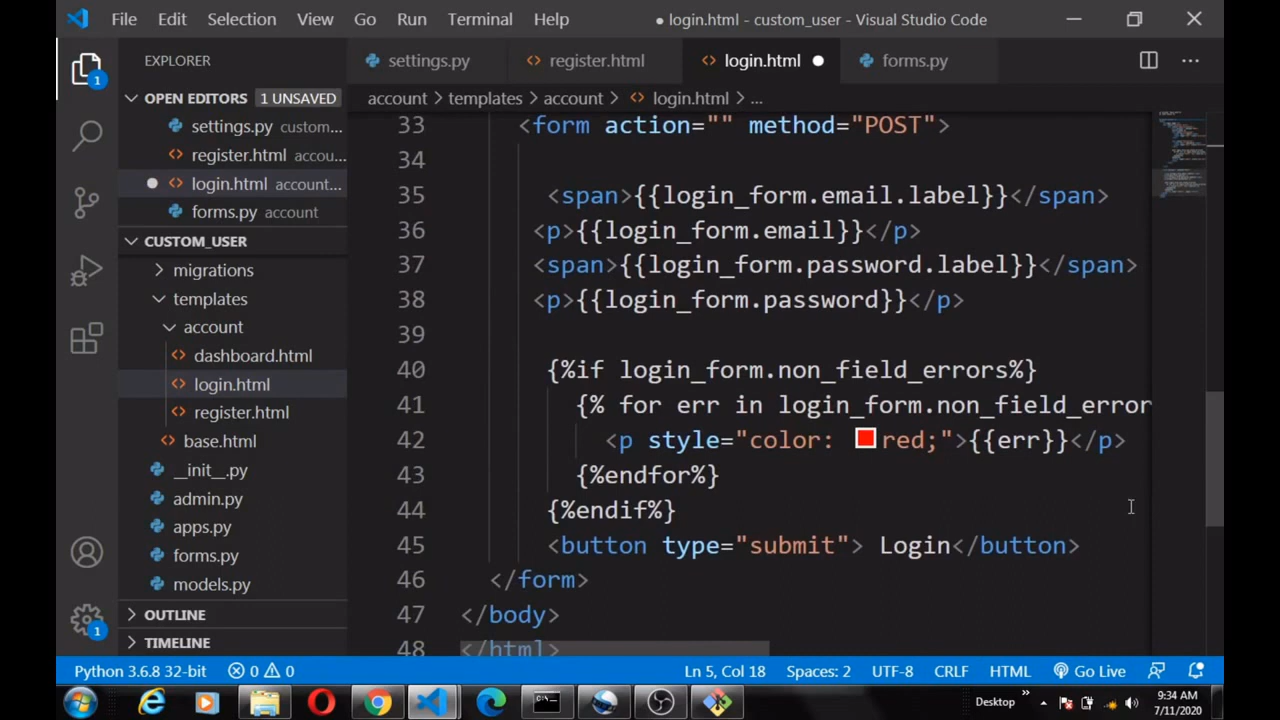 File Edit Selection View Go Run Terminal Help ● login.html - custom_user - Visual Studio Code
EXPLORER
settings.py register.html login.html forms.py
OPEN EDITORS 1 UNSAVED
account > templates > account > login.html > ...
settings.py custom...
register.html accou...
login.html account...
forms.py account
CUSTOM_USER
migrations
templates
account
dashboard.html
login.html
register.html
base.html
__init__.py
admin.py
apps.py
forms.py
models.py
OUTLINE
TIMELINE
1
1
33 <form action="" method="POST">
34
35 <span>{{login_form.email.label}}</span>
36 <p>{{login_form.email}}</p>
37 <span>{{login_form.password.label}}</span>
38 <p>{{login_form.password}}</p>
39
40 {%if login_form.non_field_errors%}
41 {% for err in login_form.non_field_error
42 <p style="color: red;">{{err}}</p>
43 {%endfor%}
44 {%endif%}
45 <button type="submit"> Login</button>
46 </form>
47 </body>
48 </html>
Python 3.6.8 32-bit 0 0 Ln 5, Col 18 Spaces: 2 UTF-8 CRLF HTML Go Live
Desktop » 9:34 AM
7/11/2020